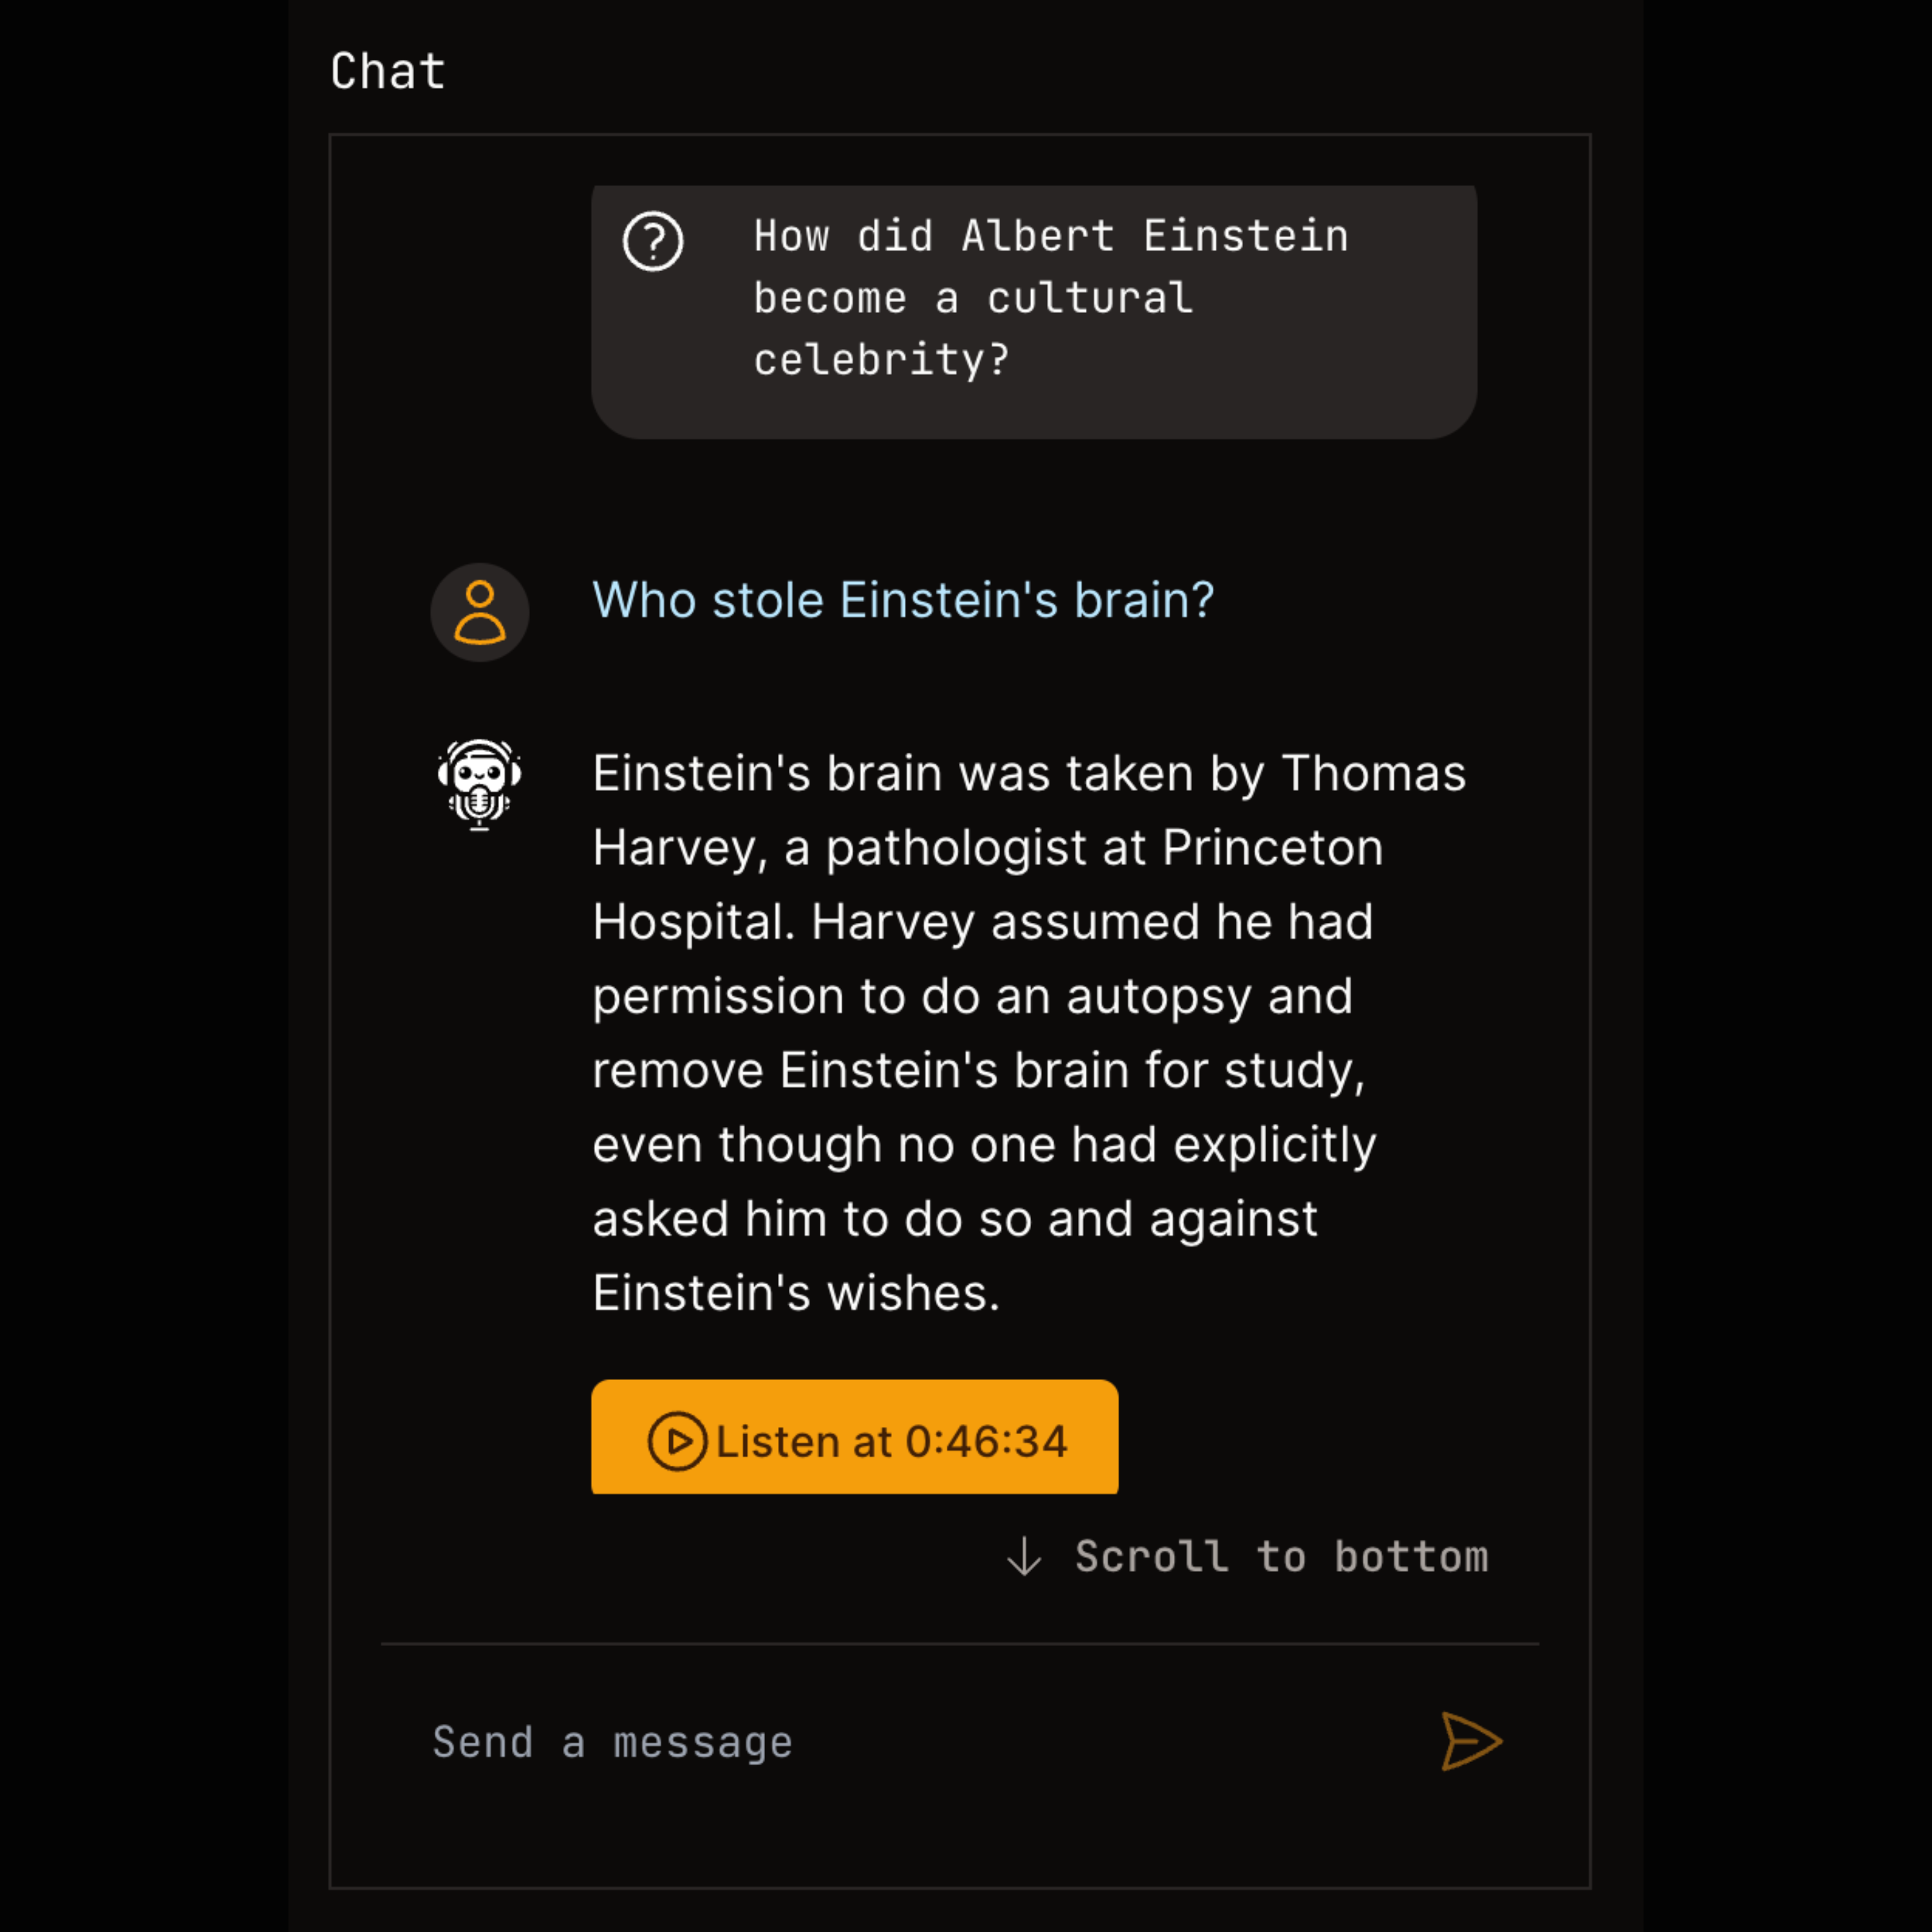 Chat
How did Albert Einstein
become a cultural
celebrity?
Who stole Einstein's brain?
Einstein's brain was taken by Thomas
Harvey, a pathologist at Princeton
Hospital. Harvey assumed he had
permission to do an autopsy and
remove Einstein's brain for study,
even though no one had explicitly
asked him to do so and against
Einstein's wishes.
Listen at 0:46:34
Scroll to bottom
Send a message